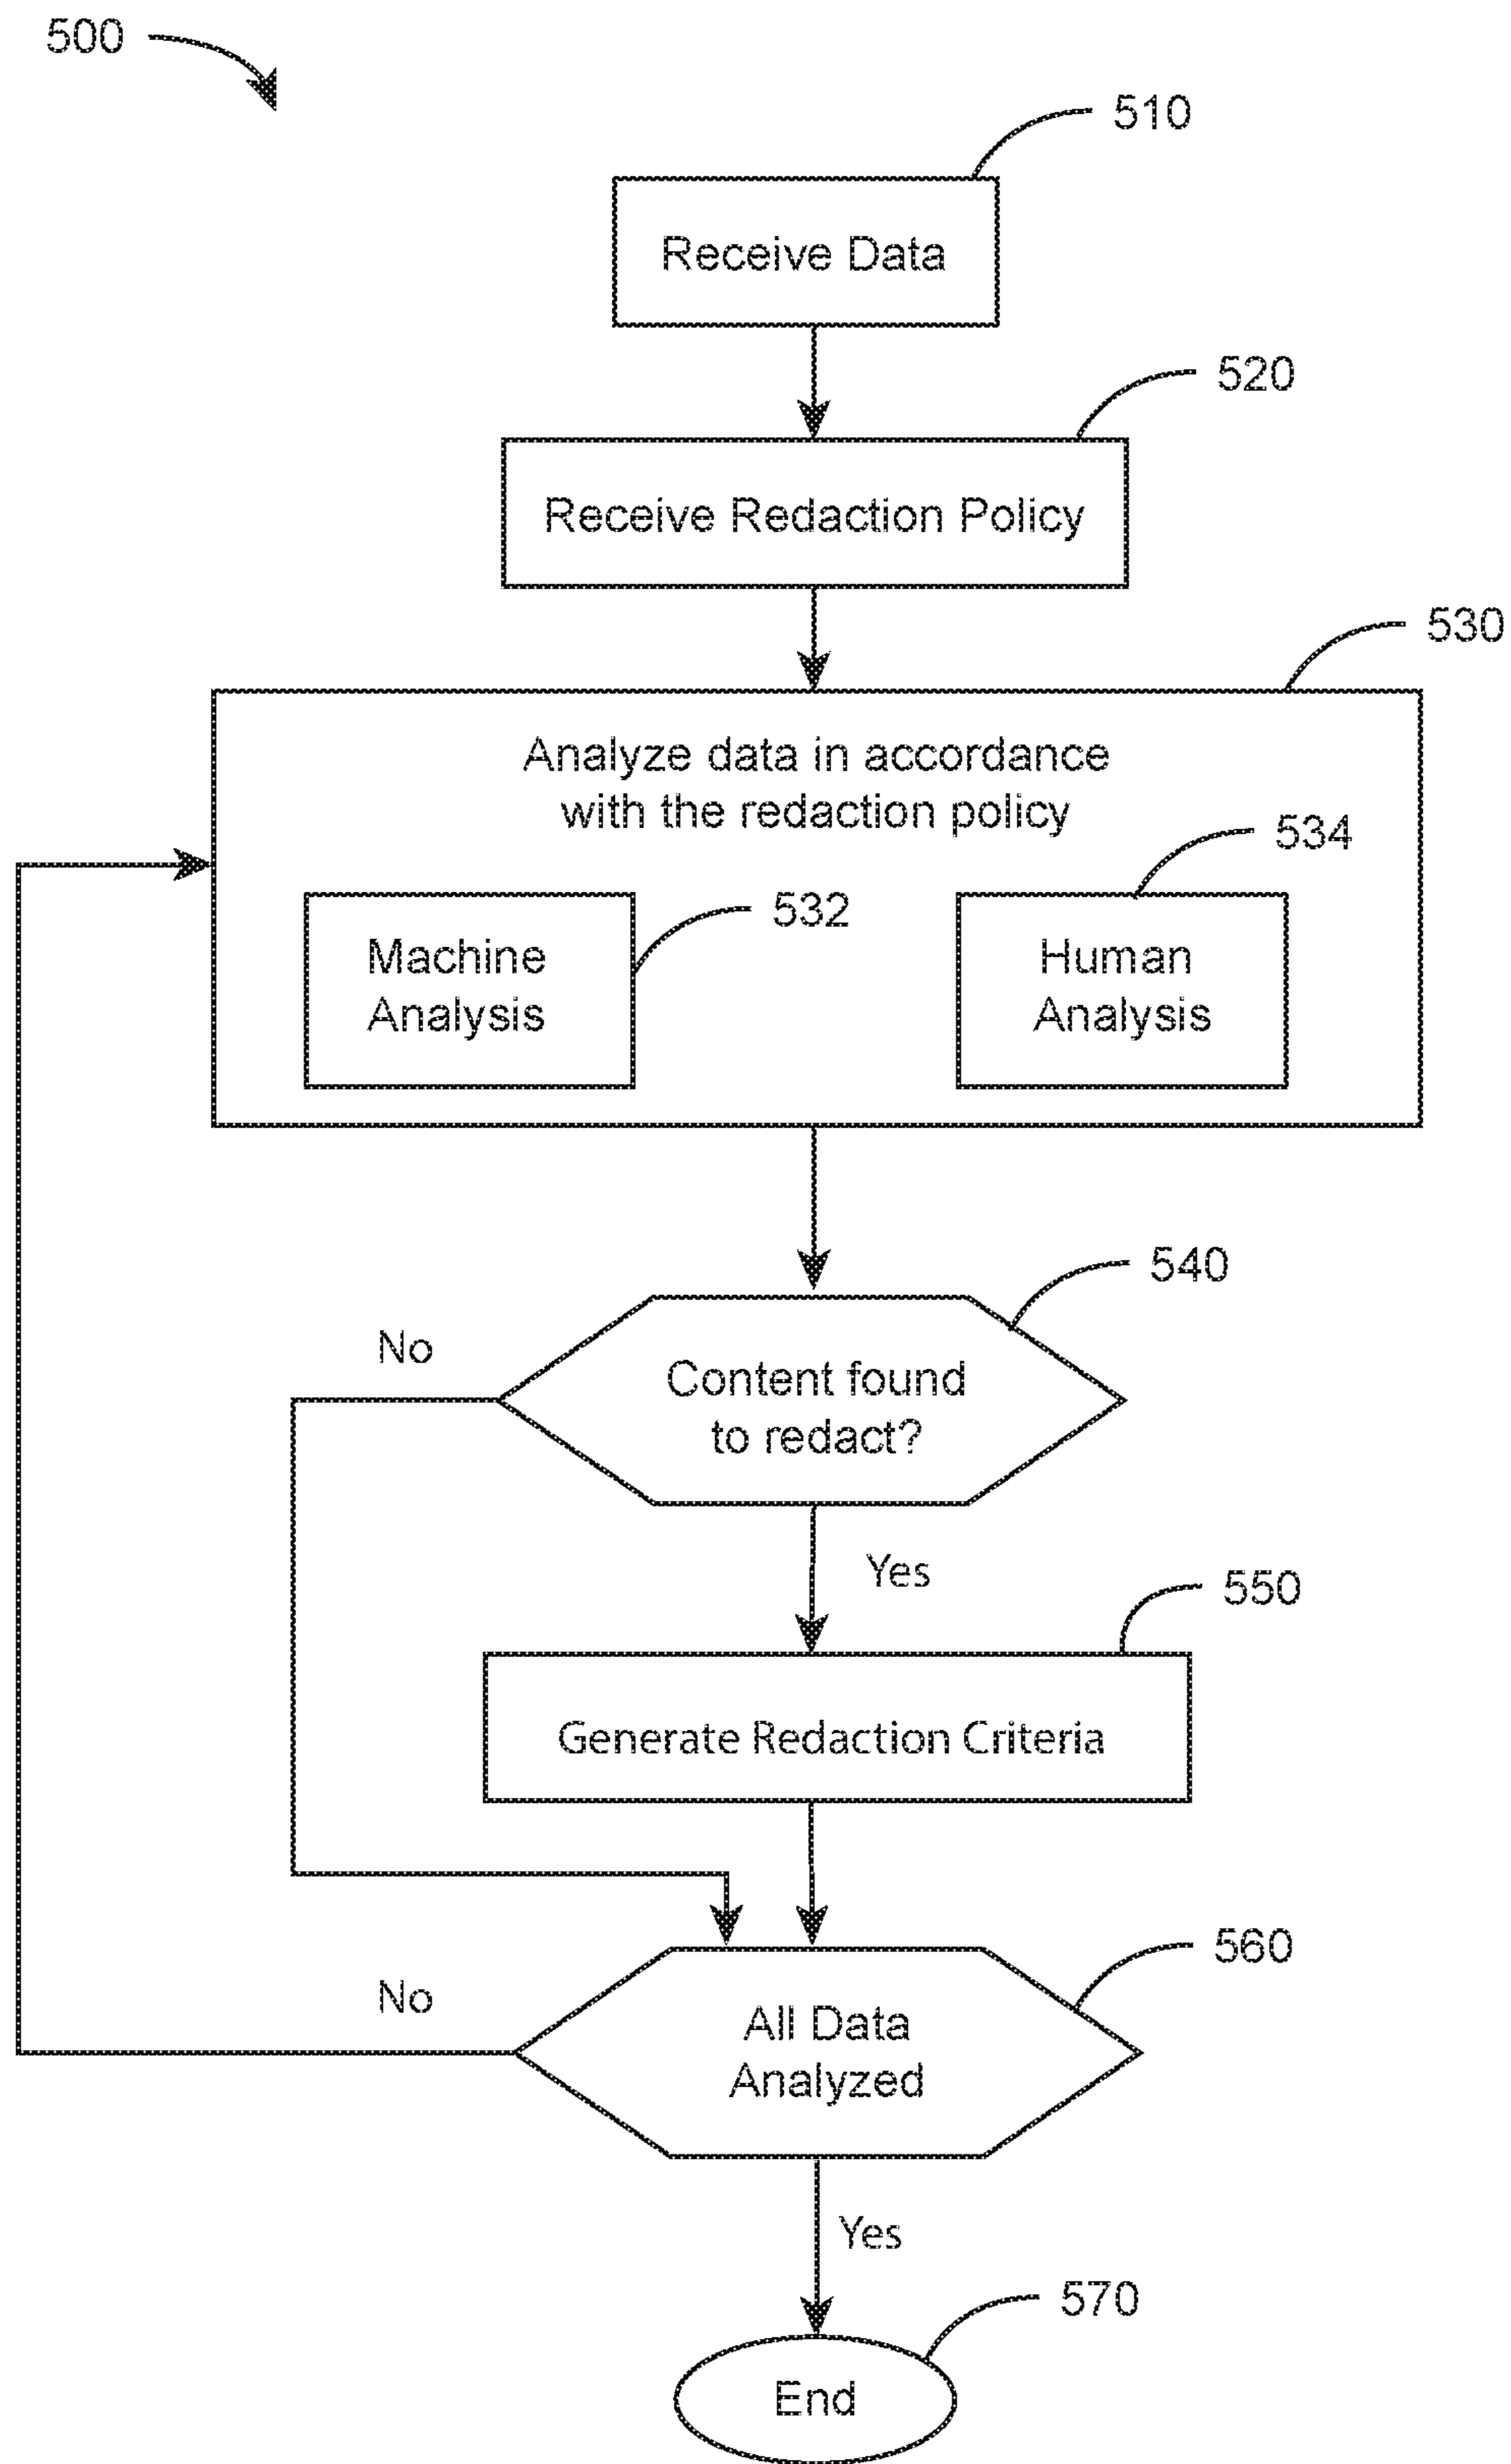 500
510
Receive Data
520
Receive Redaction Policy
530
Analyze data in accordance
with the redaction policy
534
532
Machine
Analysis
Human
Analysis
540
No
Content found
to redact?
Yes
550
Generate Redaction Criteria
560
No
All Data
Analyzed
Yes
570
End